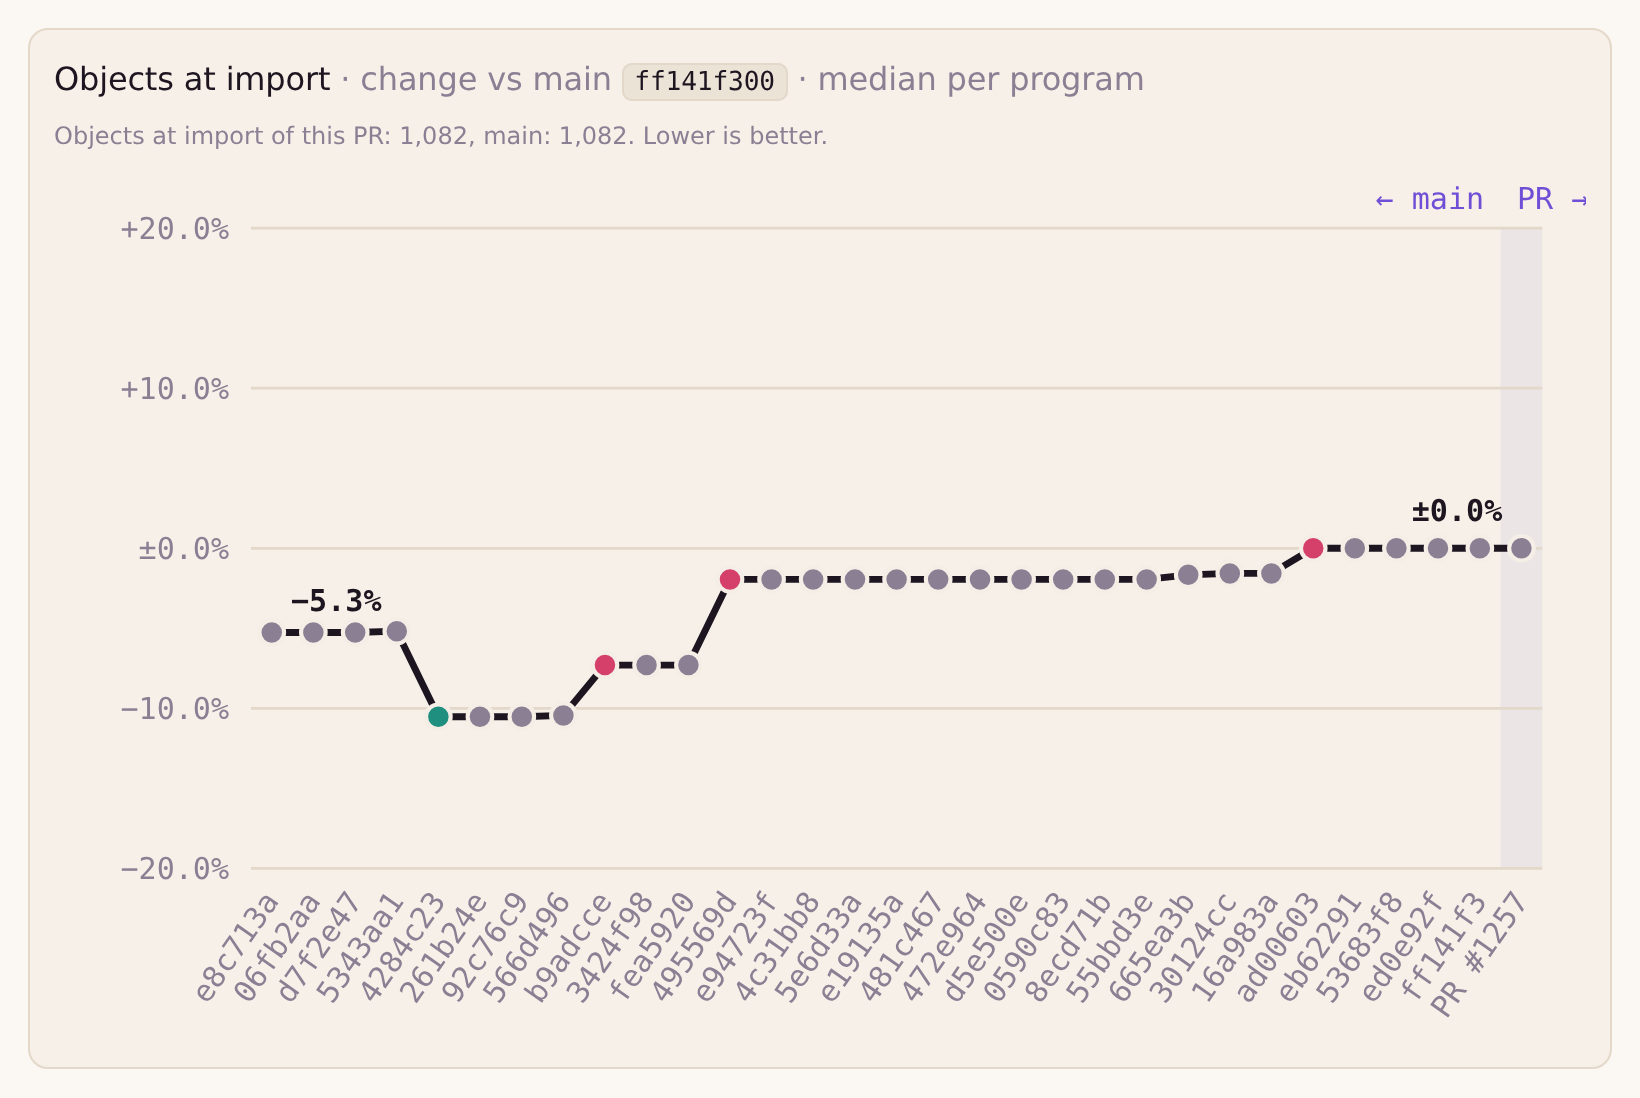 Objects at import · change vs main ff141f300 · median per program
Objects at import of this PR: 1,082, main: 1,082. Lower is better.
← main PR →
+20.0%
+10.0%
±0.0%
−10.0%
−20.0%
−5.3%
±0.0%
e8c713a
06fb2aa
d7f2e47
5343aa1
4284c23
261b24e
92c76c9
566d496
b9adcce
3424f98
fea5920
495569d
e94723f
4c31bb8
5e6d33a
e19135a
481c467
472e964
d5e500e
0590c83
8ecd71b
55bbd3e
665ea3b
30124cc
16a983a
ad00603
eb62291
53683f8
ed0e92f
ff141f3
PR #1257